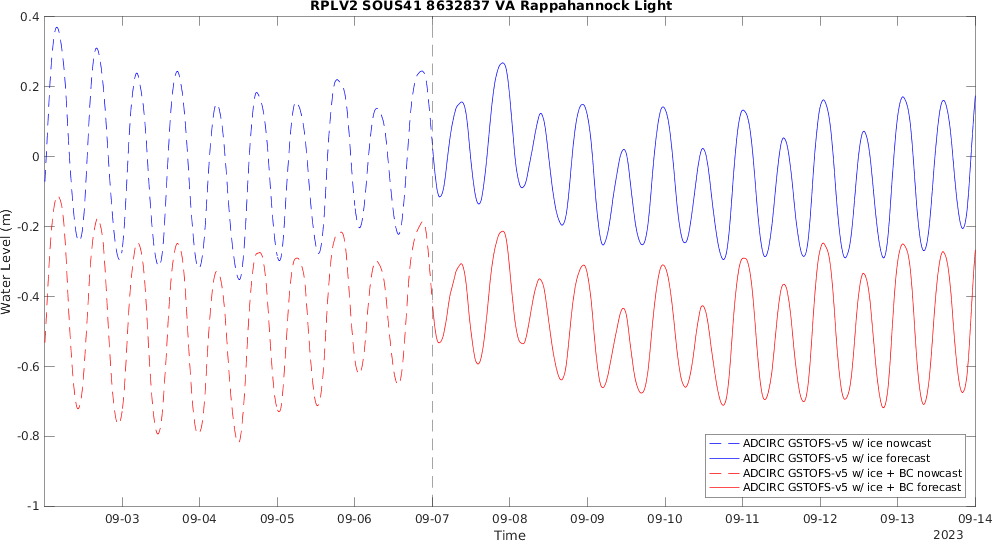 RPLV2 SOUS41 8632837 VA Rappahannock Light
0.4
0.2
0
-0.2
-0.4
-0.6
-0.8
-1
Water Level (m)
ADCIRC GSTOFS-v5 w/ ice nowcast
ADCIRC GSTOFS-v5 w/ ice forecast
ADCIRC GSTOFS-v5 w/ ice + BC nowcast
ADCIRC GSTOFS-v5 w/ ice + BC forecast
09-03 09-04 09-05 09-06 09-07 09-08 09-09 09-10 09-11 09-12 09-13 09-14
Time
2023